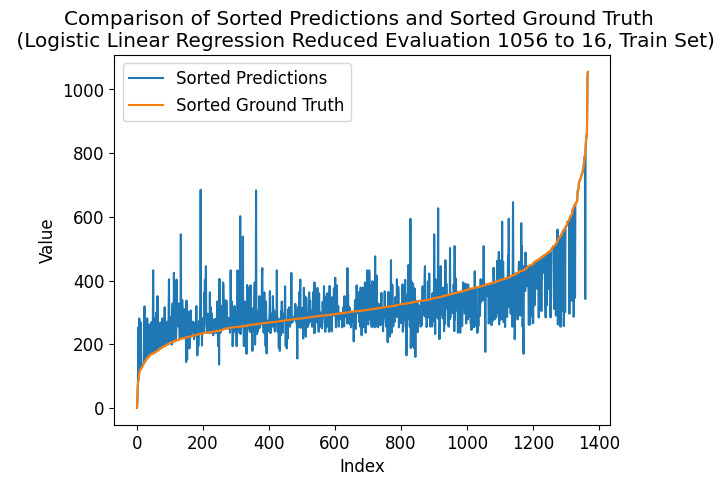 Comparison of Sorted Predictions and Sorted Ground Truth
(Logistic Linear Regression Reduced Evaluation 1056 to 16, Train Set)
Sorted Predictions
Sorted Ground Truth
1000
800
600
400
200
0
Value
0 200 400 600 800 1000 1200 1400
Index